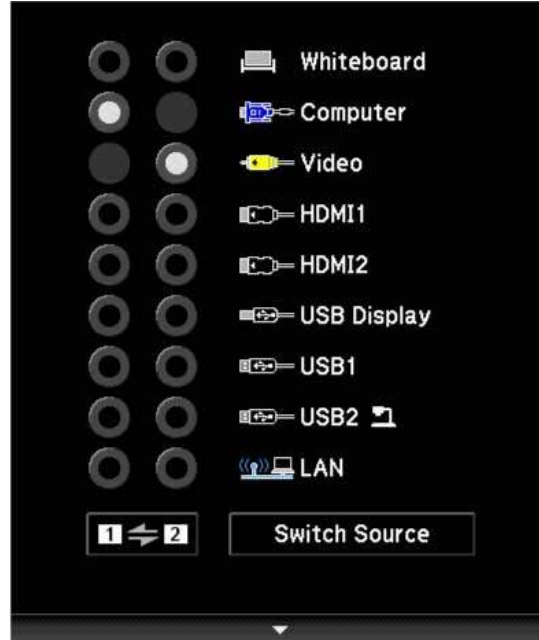 Whiteboard
Computer
Video
HDMI1
HDMI2
USB Display
USB1
USB2
LAN
1 2 Switch Source